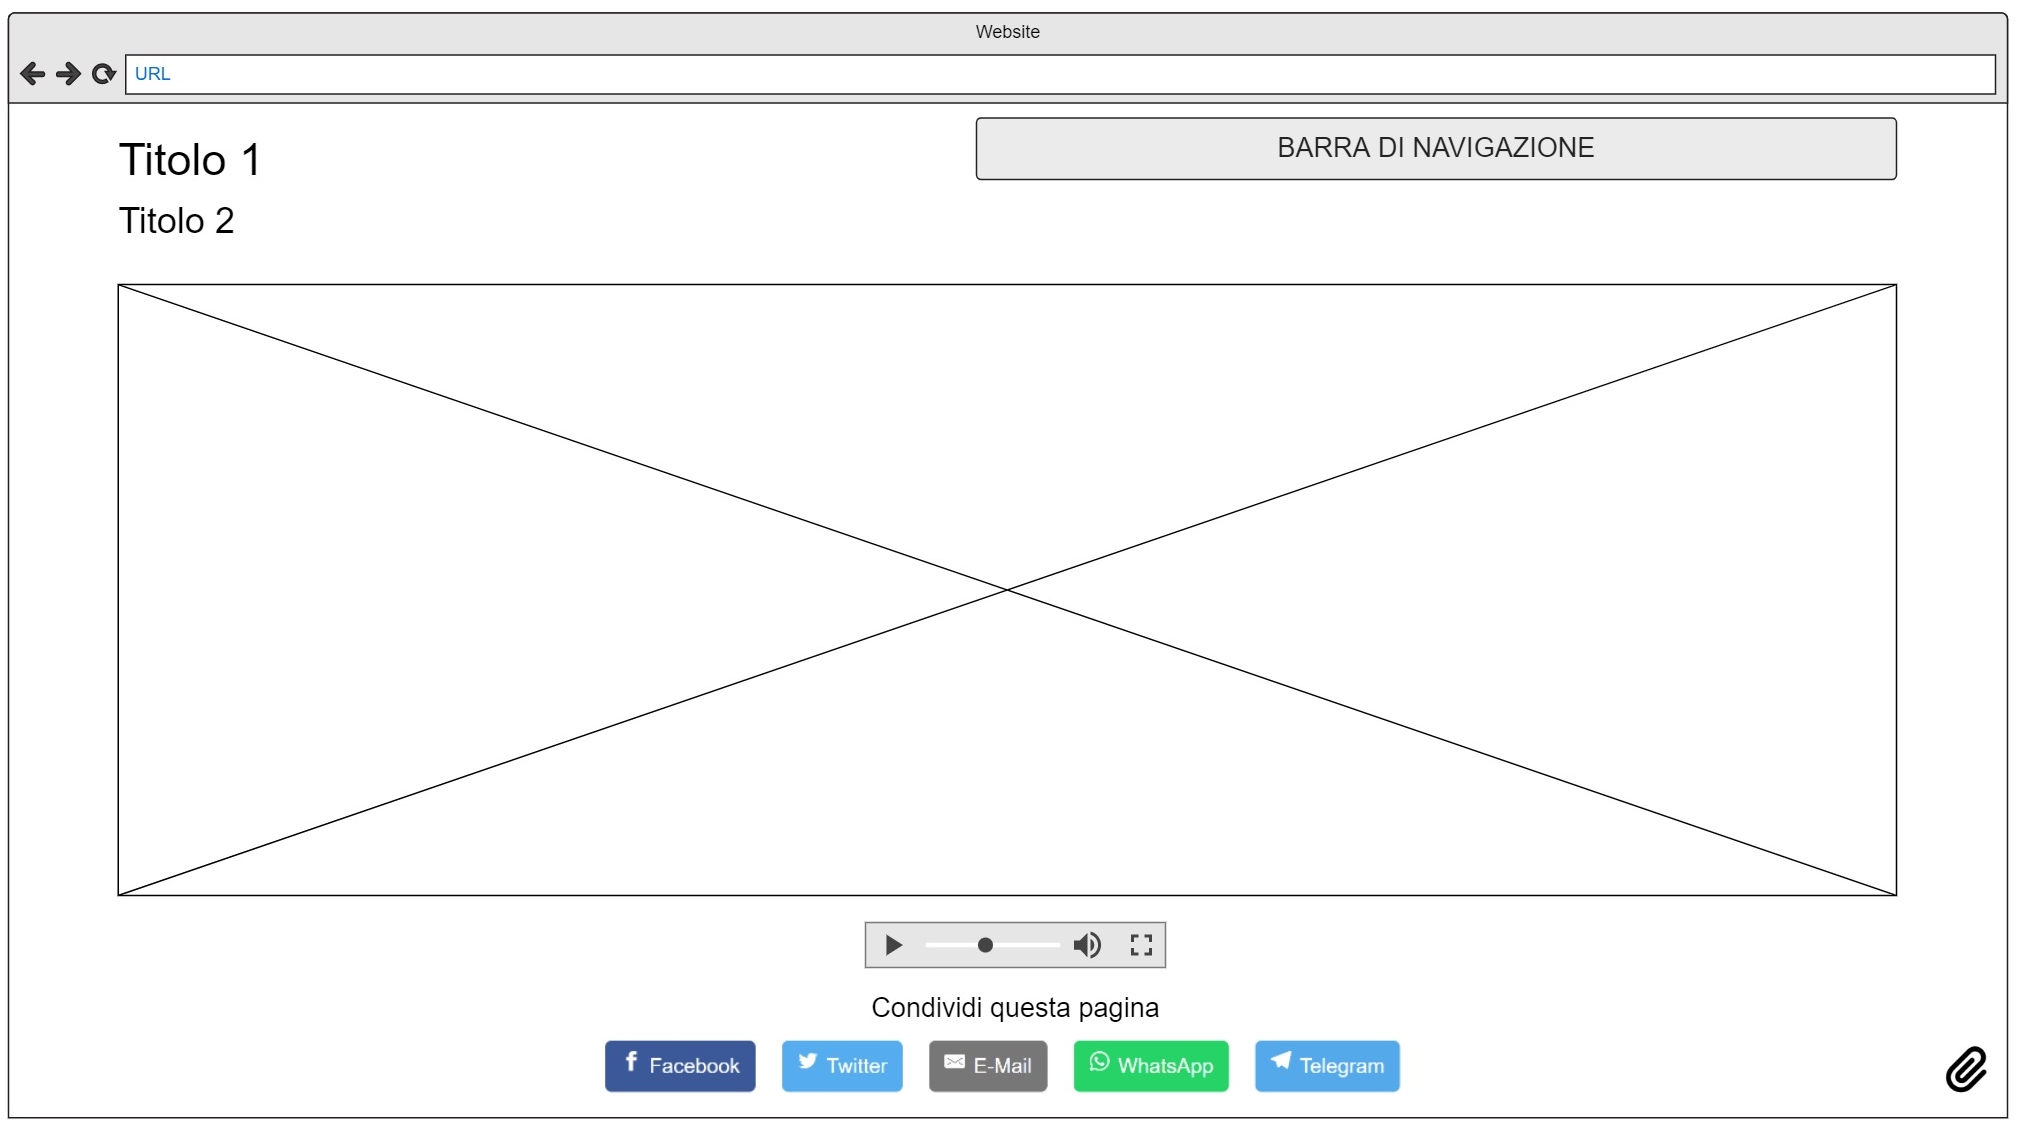 Website
URL
BARRA DI NAVIGAZIONE
Titolo 1
Titolo 2
Condividi questa pagina
Facebook
Twitter
E-Mail
WhatsApp
Telegram